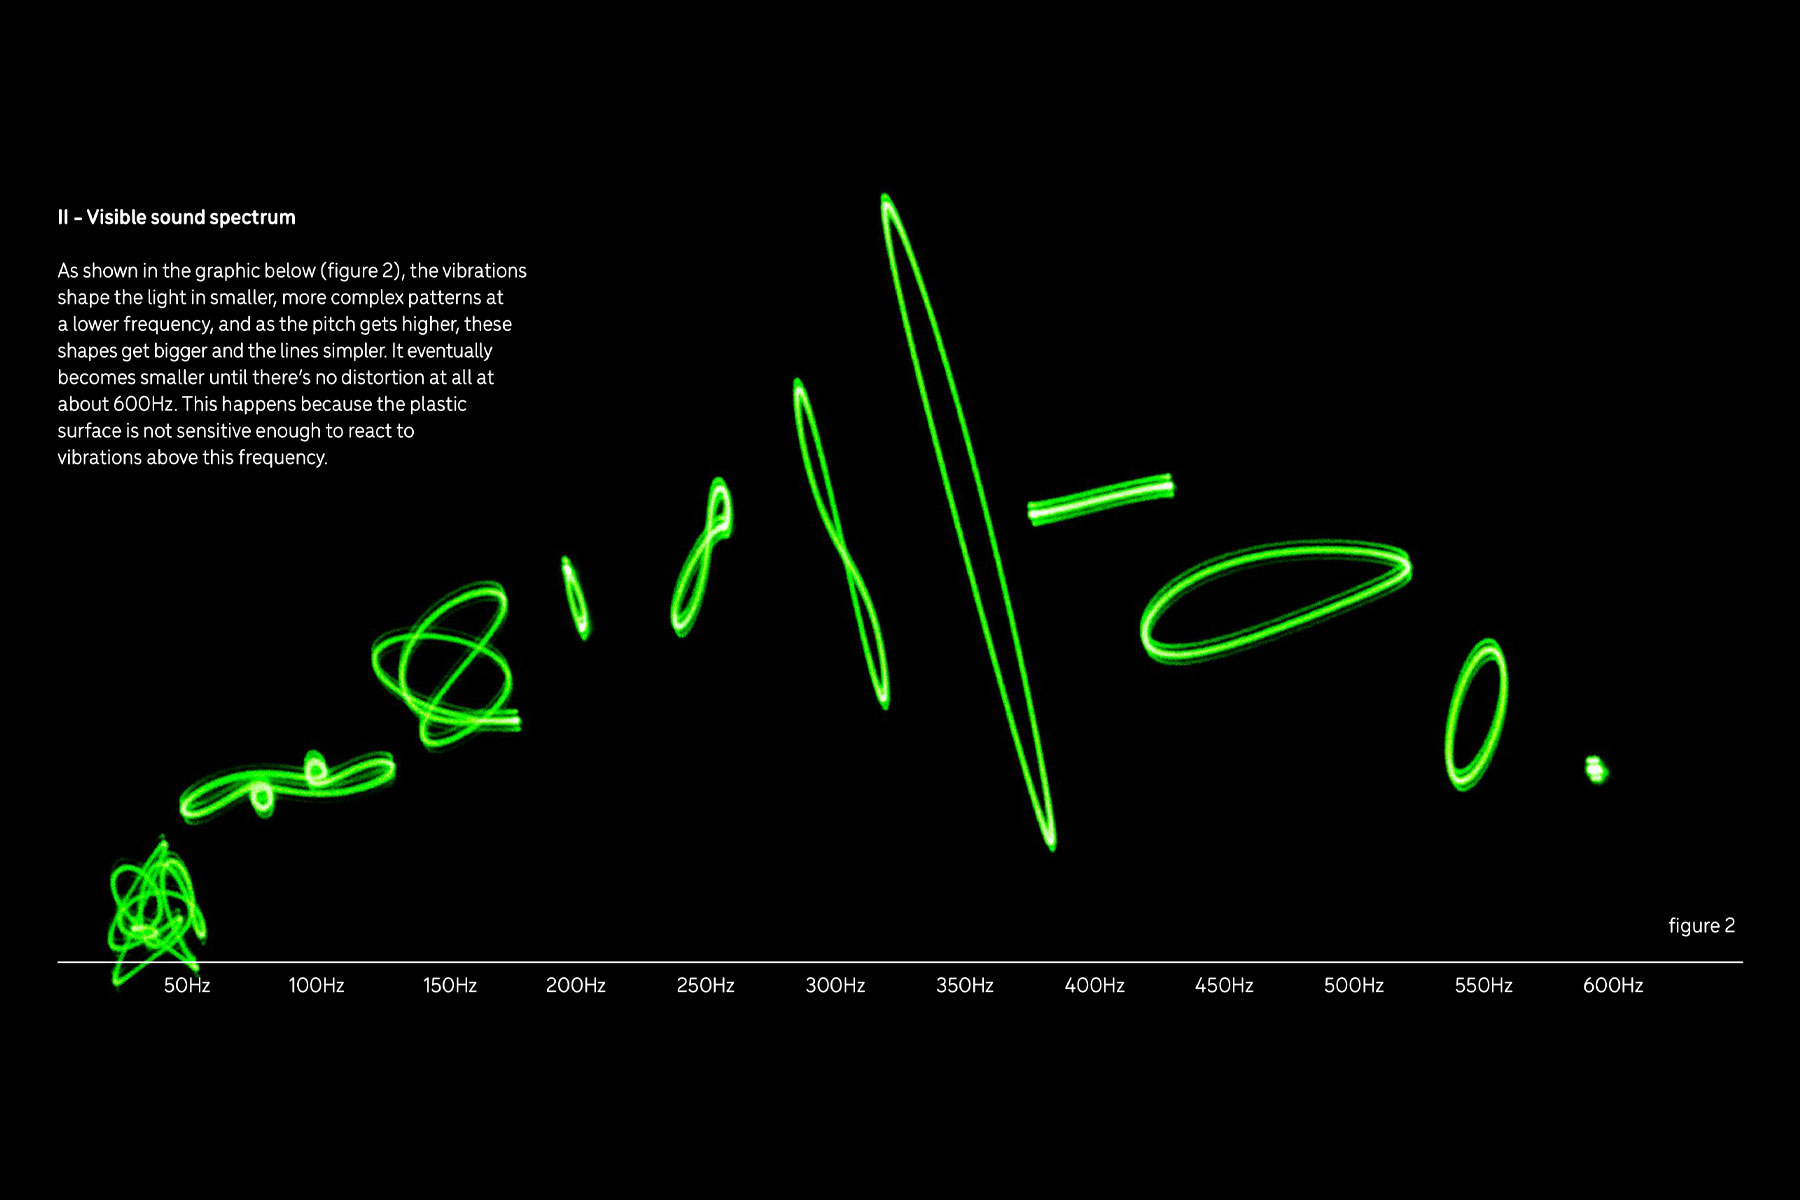 II – Visible sound spectrum
As shown in the graphic below (figure 2), the vibrations
shape the light in smaller, more complex patterns at
a lower frequency, and as the pitch gets higher, these
shapes get bigger and the lines simpler. It eventually
becomes smaller until there's no distortion at all at
about 600Hz. This happens because the plastic
surface is not sensitive enough to react to
vibrations above this frequency.
figure 2
50Hz 100Hz 150Hz 200Hz 250Hz 300Hz 350Hz 400Hz 450Hz 500Hz 550Hz 600Hz